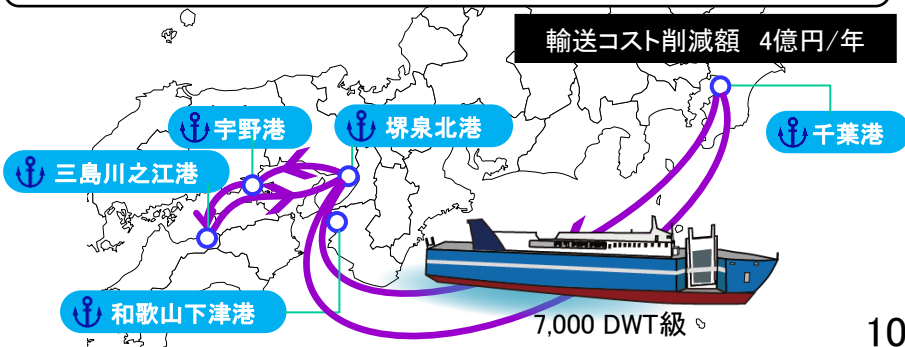 輸送コスト削減額 4億円/年
宇野港
堺泉北港
千葉港
三島川之江港
和歌山下津港
7,000 DWT級
10